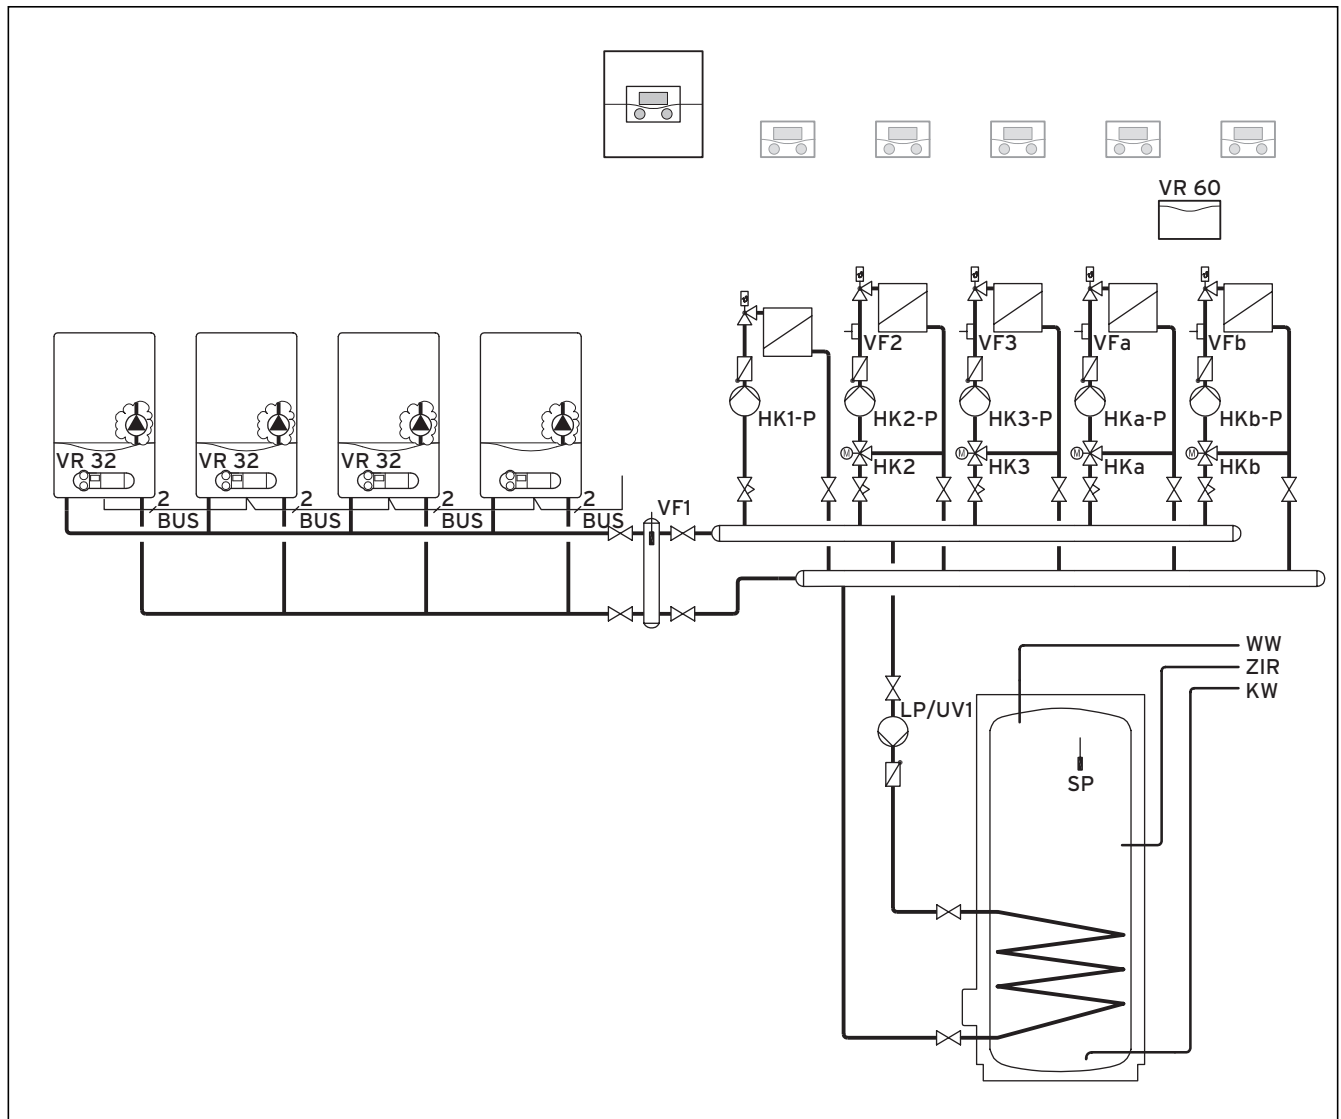 VR 60
VF2
VF3
VFa
VFb
HK1-P
HK2-P
HK3-P
HKa-P
HKb-P
VR 32
VR 32
VR 32
HK2
HK3
HKa
HKb
2
BUS
2
BUS
2
BUS
2
BUS
VF1
WW
ZIR
KW
LP/UV1
SP
M
M
M
M